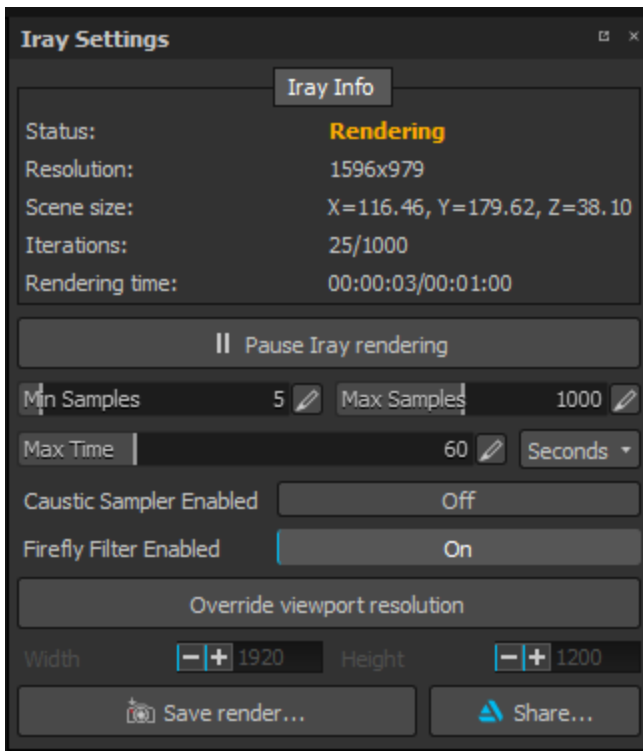 Iray Settings
Iray Info
Status: Rendering
Resolution: 1596x979
Scene size: X=116.46, Y=179.62, Z=38.10
Iterations: 25/1000
Rendering time: 00:00:03/00:01:00
Pause Iray rendering
Min Samples 5 Max Samples 1000
Max Time 60 Seconds
Caustic Sampler Enabled Off
Firefly Filter Enabled On
Override viewport resolution
Width 1920 Height 1200
Save render... Share...